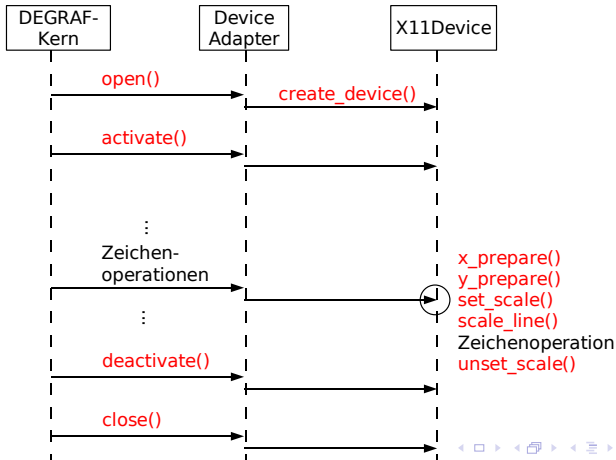 DEGRAF-
Kern
Device
Adapter
X11Device
open()
create_device()
activate()
...
Zeichen-
operationen
...
x_prepare()
y_prepare()
set_scale()
scale_line()
Zeichenoperation
unset_scale()
deactivate()
close()